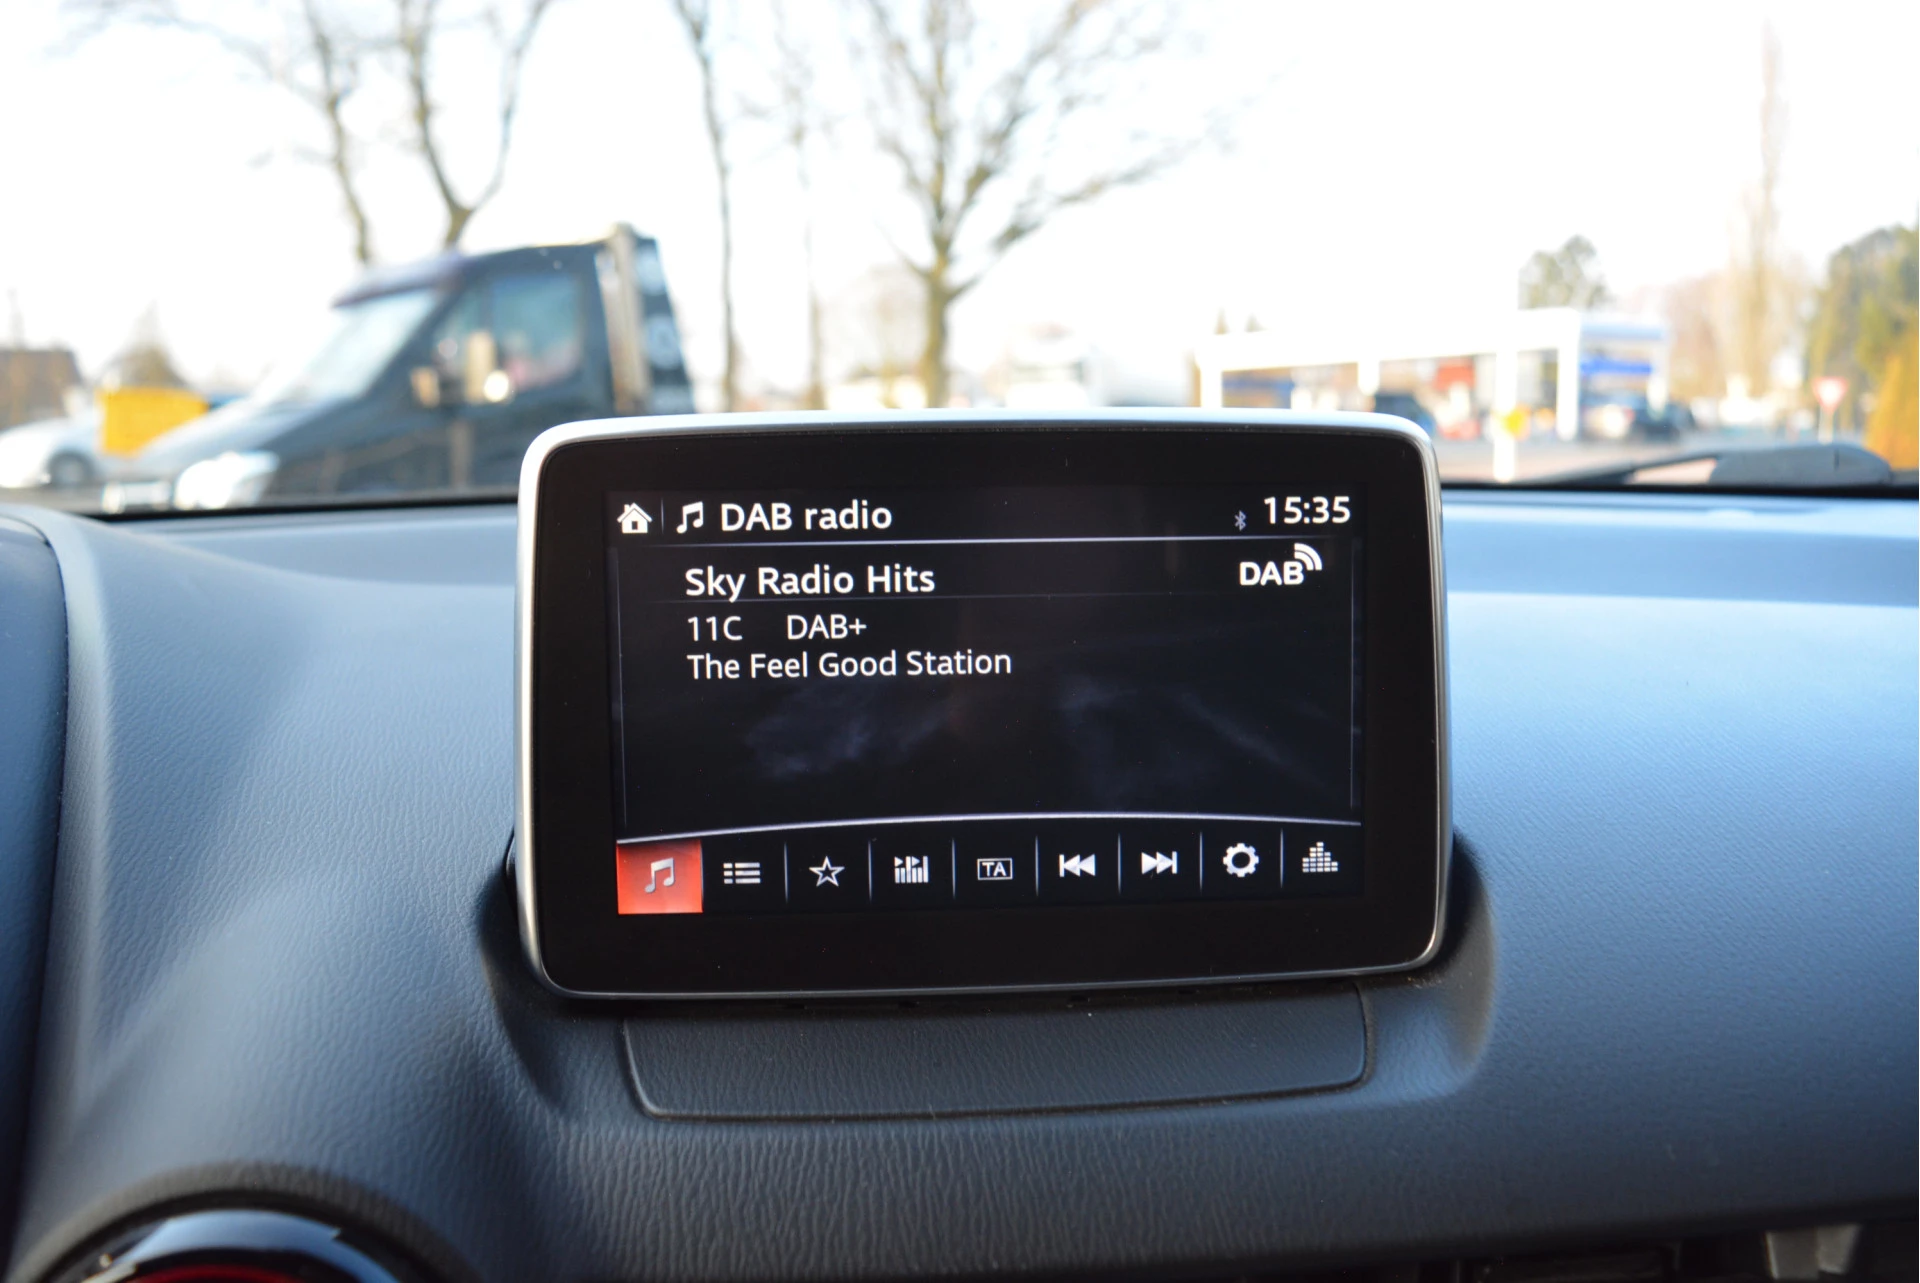 DAB radio 15:35
Sky Radio Hits DAB
11C DAB+
The Feel Good Station
TA